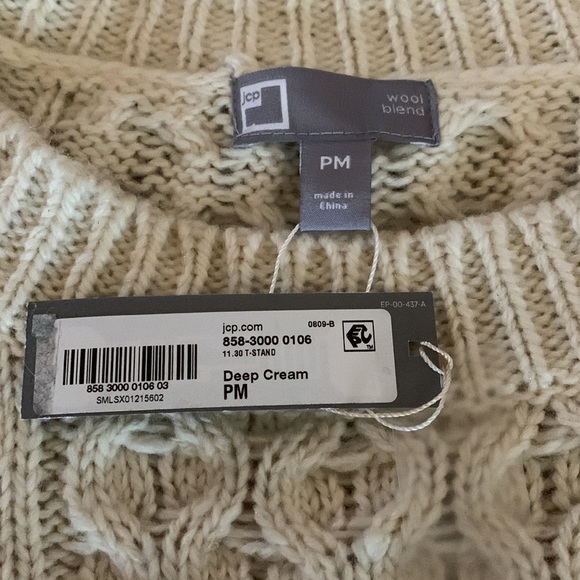 jcp
wool
blend
PM
made in
China
EP-00-437-A
jcp.com
0809-B
858-3000 0106
11.30 T-STAND
Deep Cream
PM
858 3000 0106 03
SMLSX01215602